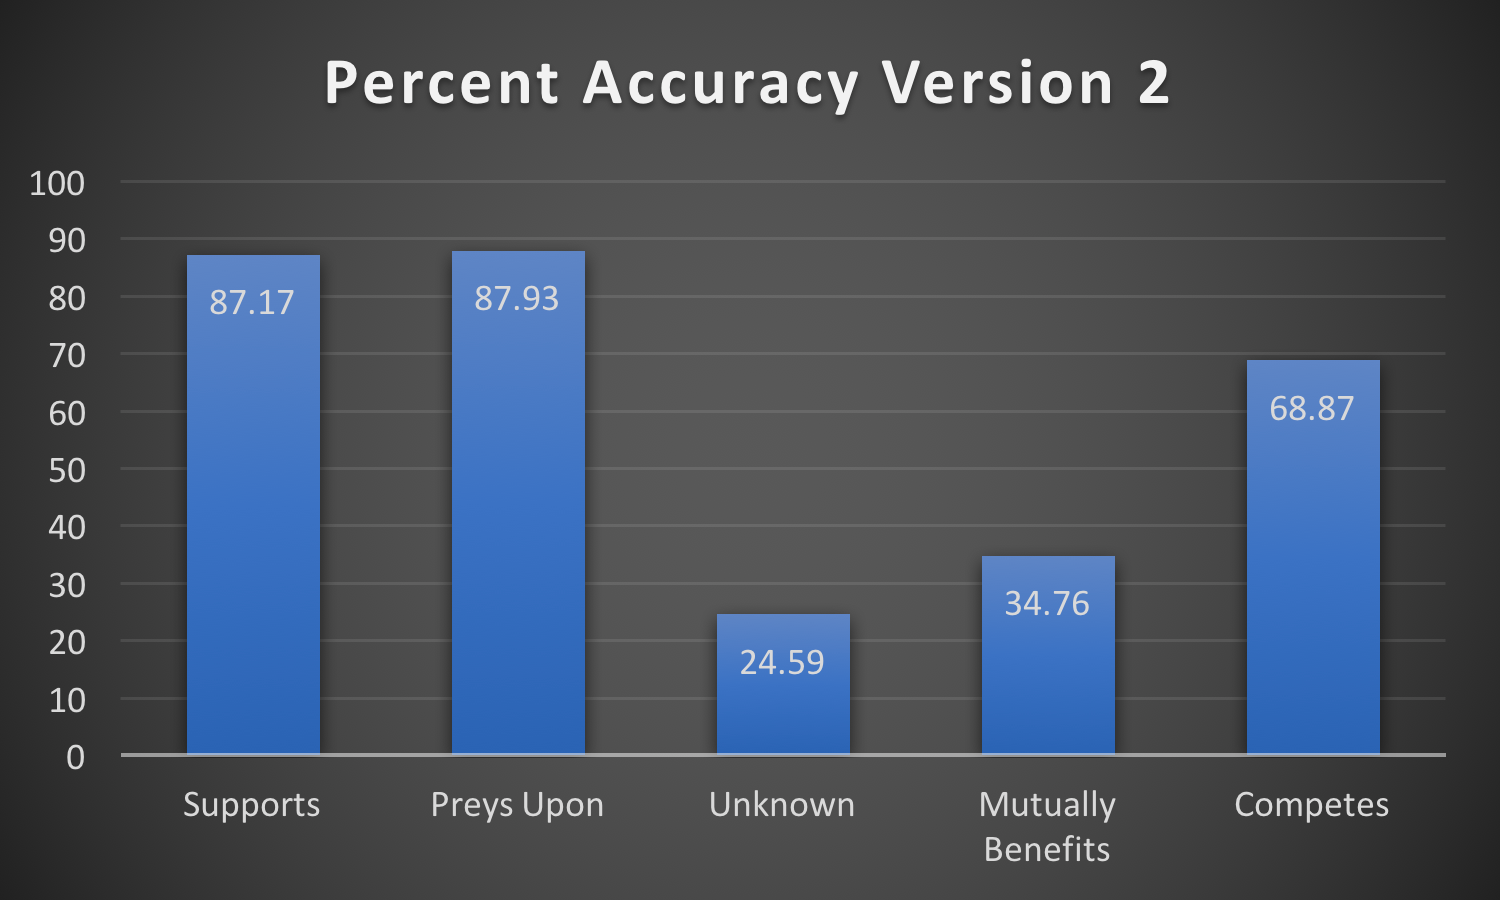 Percent Accuracy Version 2
100
90
80
70
60
50
40
30
20
10
0
87.17
87.93
24.59
34.76
68.87
Supports
Preys Upon
Unknown
Mutually
Benefits
Competes